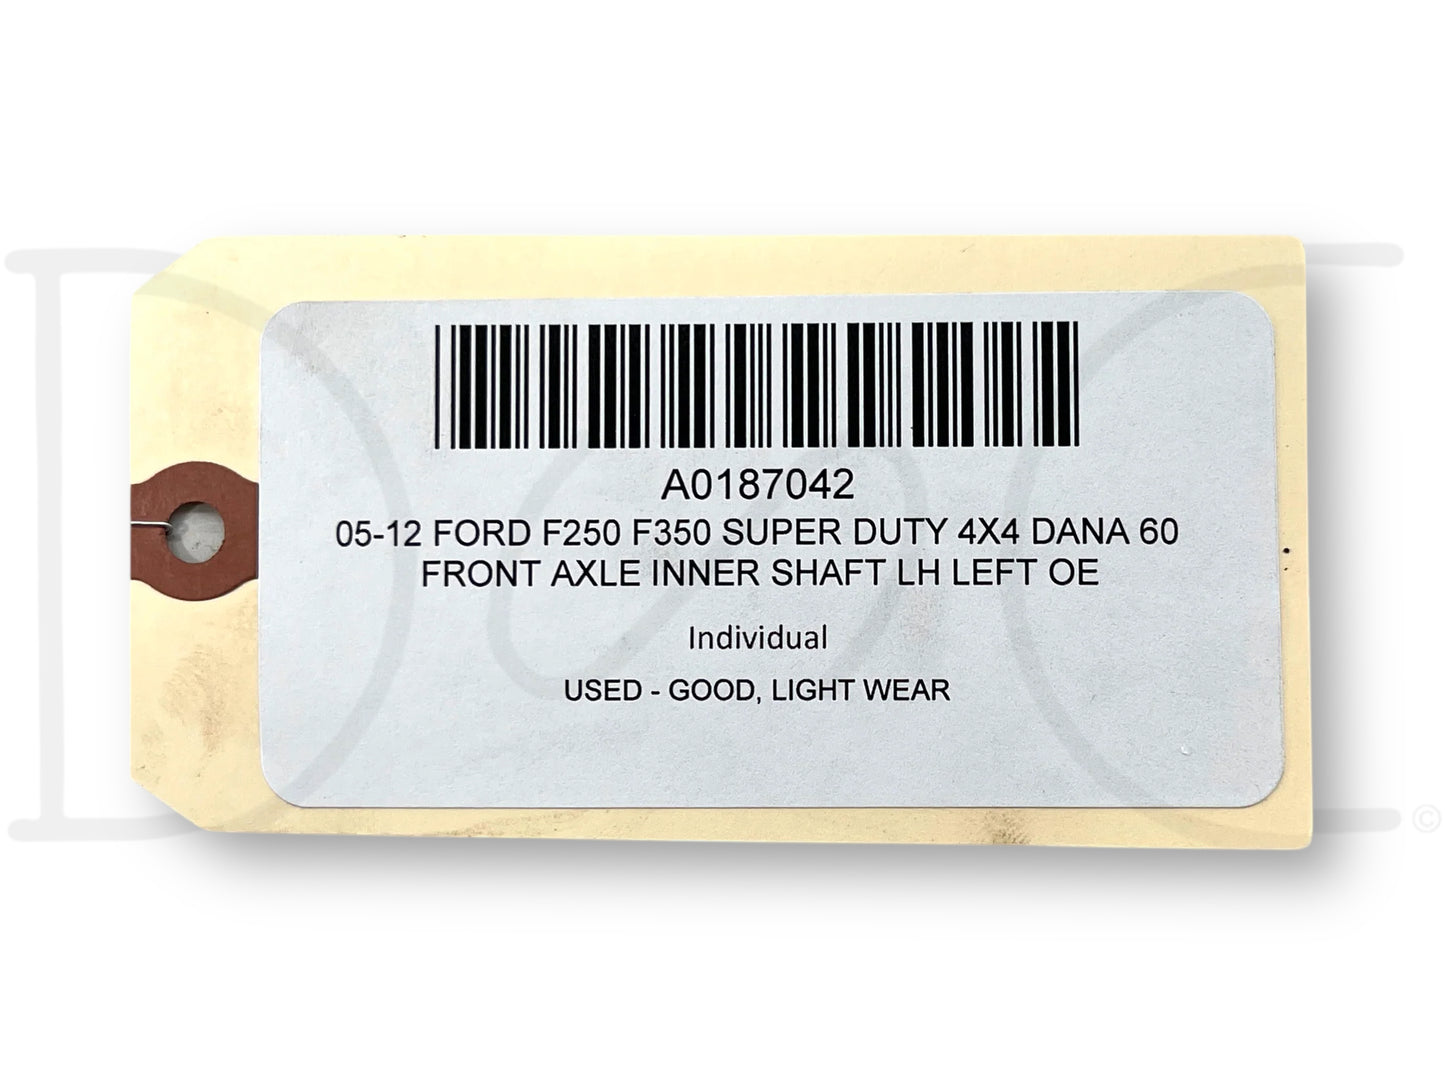 A0187042
05-12 FORD F250 F350 SUPER DUTY 4X4 DANA 60
FRONT AXLE INNER SHAFT LH LEFT OE
Individual
USED - GOOD, LIGHT WEAR
©